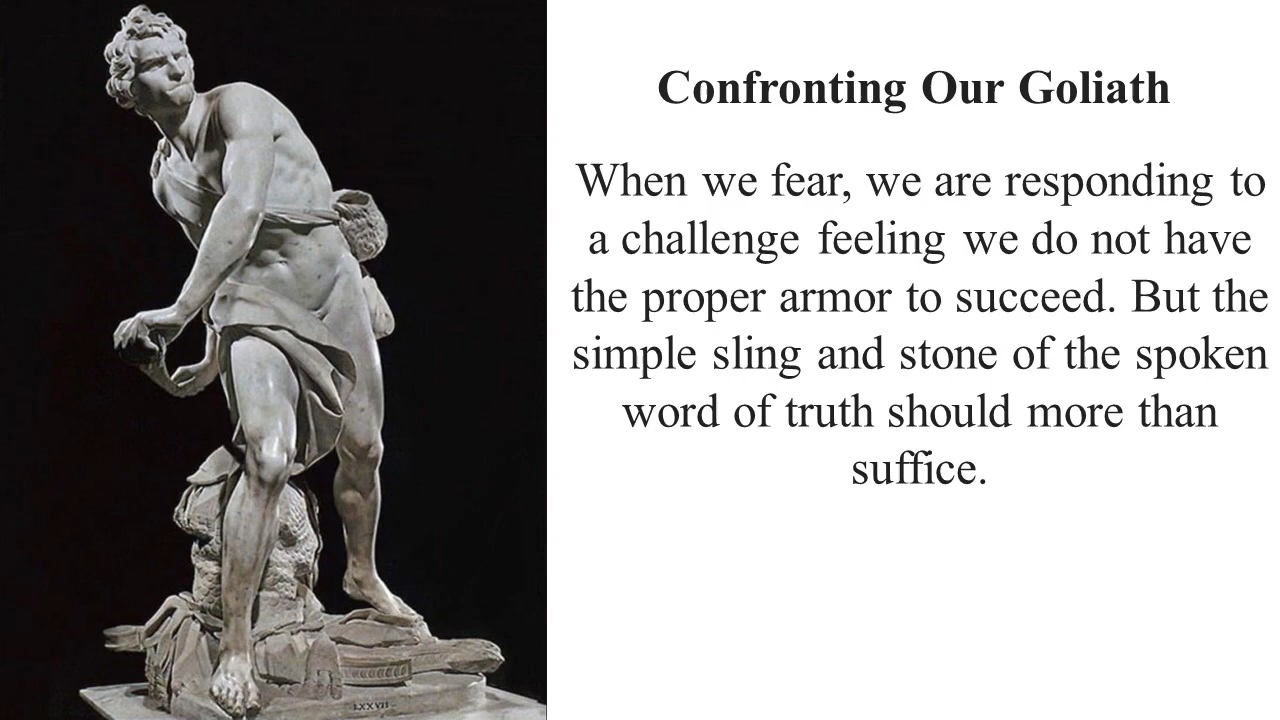 Confronting Our Goliath
When we fear, we are responding to
a challenge feeling we do not have
the proper armor to succeed. But the
simple sling and stone of the spoken
word of truth should more than
suffice.
LXXVII